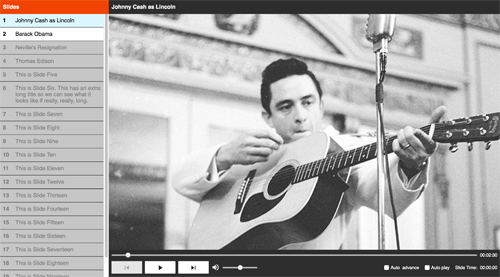 Slides
Johnny Cash as Lincoln
1 Johnny Cash as Lincoln
2 Barack Obama
3 Neville's Resignation
4 Thomas Edison
5 This is Slide Five
6 This is Slide Six. This has an extra
long title so we can see what it
looks like if really, really, long.
7 This is Slide Seven
8 This is Slide Eight
9 This is Slide Nine
10 This is Slide Ten
11 This is Slide Eleven
12 This is Slide Twelve
13 This is Slide Thirteen
14 This is Slide Fourteen
15 This is Slide Fifteen
16 This is Slide Sixteen
17 This is Slide Seventeen
18 This is Slide Eighteen
19 This is Slide Nineteen
00:02:00
Auto advance
Auto play
Slide Time: 00:00:00